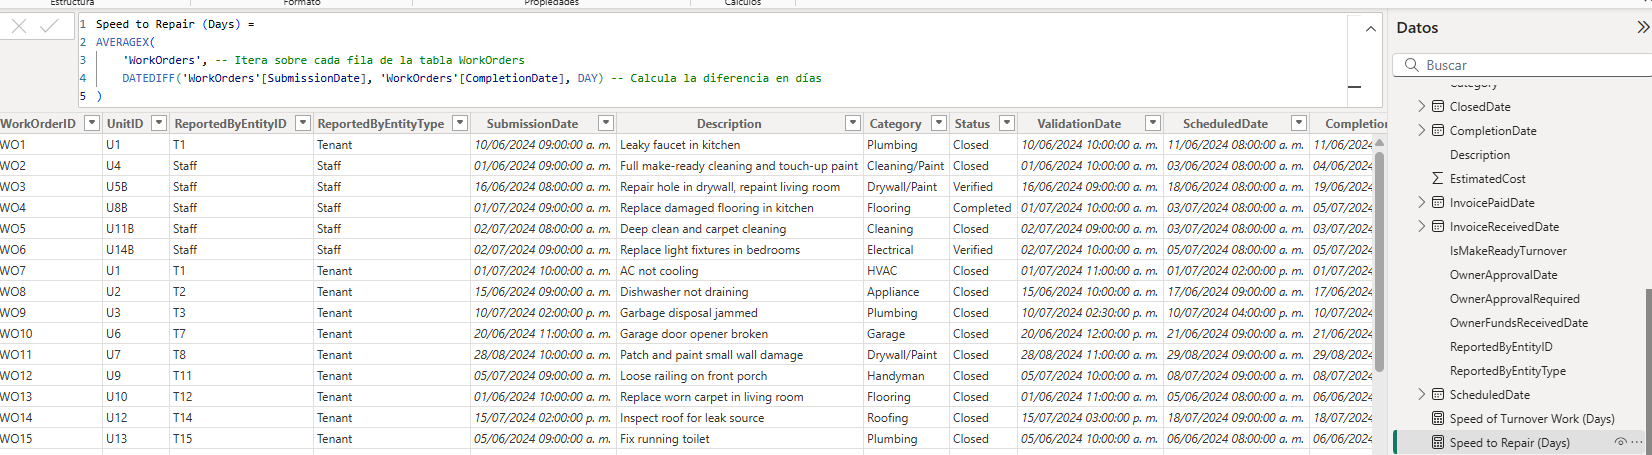 Estructura Formato Propiedades Cálculos
1 Speed to Repair (Days) =
2 AVERAGEX(
3 'WorkOrders', -- Itera sobre cada fila de la tabla WorkOrders
4 DATEDIFF('WorkOrders'[SubmissionDate], 'WorkOrders'[CompletionDate], DAY) -- Calcula la diferencia en días
5 )
WorkOrderID UnitID ReportedByEntityID ReportedByEntityType SubmissionDate Description Category Status ValidationDate ScheduledDate Completion
WO1 U1 T1 Tenant 10/06/2024 09:00:00 a. m. Leaky faucet in kitchen Plumbing Closed 10/06/2024 10:00:00 a. m. 11/06/2024 08:00:00 a. m. 11/06/2024
WO2 U4 Staff Staff 01/06/2024 09:00:00 a. m. Full make-ready cleaning and touch-up paint Cleaning/Paint Closed 01/06/2024 10:00:00 a. m. 03/06/2024 08:00:00 a. m. 04/06/2024
WO3 U5B Staff Staff 16/06/2024 08:00:00 a. m. Repair hole in drywall, repaint living room Drywall/Paint Verified 16/06/2024 09:00:00 a. m. 18/06/2024 08:00:00 a. m. 19/06/2024
WO4 U8B Staff Staff 01/07/2024 09:00:00 a. m. Replace damaged flooring in kitchen Flooring Completed 01/07/2024 10:00:00 a. m. 03/07/2024 08:00:00 a. m. 05/07/2024
WO5 U11B Staff Staff 02/07/2024 08:00:00 a. m. Deep clean and carpet cleaning Cleaning Closed 02/07/2024 09:00:00 a. m. 03/07/2024 08:00:00 a. m. 03/07/2024
WO6 U14B Staff Staff 02/07/2024 09:00:00 a. m. Replace light fixtures in bedrooms Electrical Verified 02/07/2024 10:00:00 a. m. 05/07/2024 08:00:00 a. m. 05/07/2024
WO7 U1 T1 Tenant 01/07/2024 10:00:00 a. m. AC not cooling HVAC Closed 01/07/2024 11:00:00 a. m. 01/07/2024 02:00:00 p. m. 01/07/2024
WO8 U2 T2 Tenant 15/06/2024 09:00:00 a. m. Dishwasher not draining Appliance Closed 15/06/2024 10:00:00 a. m. 17/06/2024 09:00:00 a. m. 17/06/2024
WO9 U3 T3 Tenant 10/07/2024 02:00:00 p. m. Garbage disposal jammed Plumbing Closed 10/07/2024 02:30:00 p. m. 10/07/2024 04:00:00 p. m. 10/07/2024
WO10 U6 T7 Tenant 20/06/2024 11:00:00 a. m. Garage door opener broken Garage Closed 20/06/2024 12:00:00 p. m. 21/06/2024 09:00:00 a. m. 21/06/2024
WO11 U7 T8 Tenant 28/08/2024 10:00:00 a. m. Patch and paint small wall damage Drywall/Paint Closed 28/08/2024 11:00:00 a. m. 29/08/2024 09:00:00 a. m. 29/08/2024
WO12 U9 T11 Tenant 05/07/2024 09:00:00 a. m. Loose railing on front porch Handyman Closed 05/07/2024 10:00:00 a. m. 08/07/2024 09:00:00 a. m. 08/07/2024
WO13 U10 T12 Tenant 01/06/2024 10:00:00 a. m. Replace worn carpet in living room Flooring Closed 01/06/2024 11:00:00 a. m. 05/06/2024 08:00:00 a. m. 06/06/2024
WO14 U12 T14 Tenant 15/07/2024 02:00:00 p. m. Inspect roof for leak source Roofing Closed 15/07/2024 03:00:00 p. m. 18/07/2024 09:00:00 a. m. 18/07/2024
WO15 U13 T15 Tenant 05/06/2024 09:00:00 a. m. Fix running toilet Plumbing Closed 05/06/2024 10:00:00 a. m. 06/06/2024 08:00:00 a. m. 06/06/2024
Datos
Buscar
Category
ClosedDate
CompletionDate
Description
EstimatedCost
InvoicePaidDate
InvoiceReceivedDate
IsMakeReadyTurnover
OwnerApprovalDate
OwnerApprovalRequired
OwnerFundsReceivedDate
ReportedByEntityID
ReportedByEntityType
ScheduledDate
Speed of Turnover Work (Days)
Speed to Repair (Days)